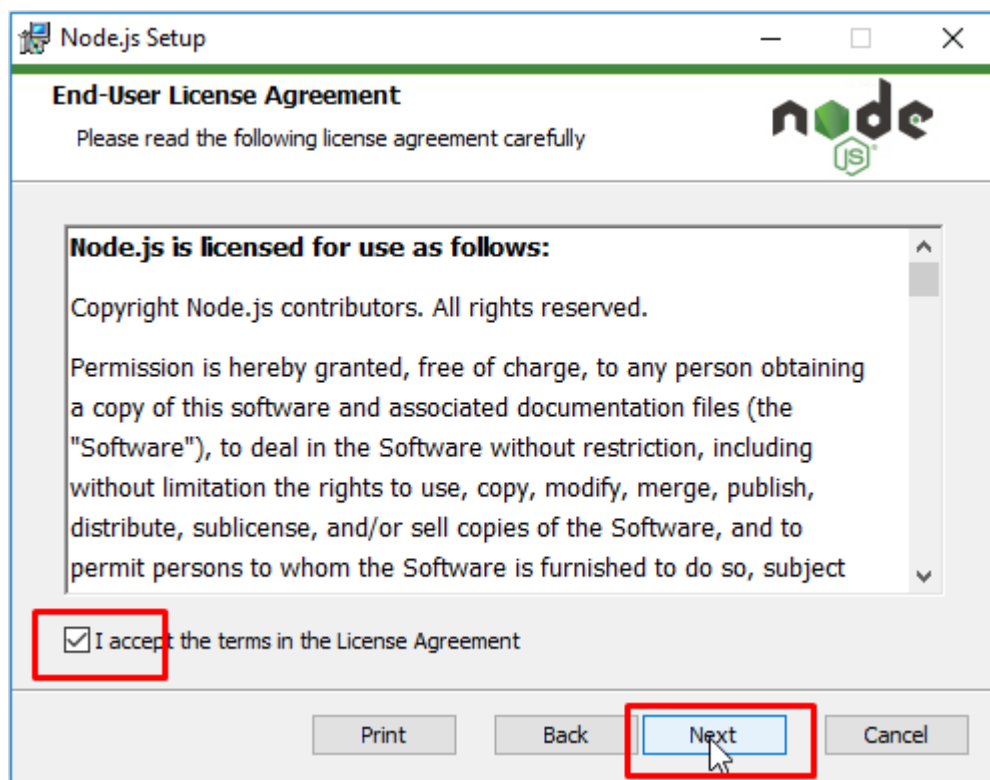 Node.js Setup
End-User License Agreement
Please read the following license agreement carefully
node
JS
Node.js is licensed for use as follows:
Copyright Node.js contributors. All rights reserved.
Permission is hereby granted, free of charge, to any person obtaining
a copy of this software and associated documentation files (the
"Software"), to deal in the Software without restriction, including
without limitation the rights to use, copy, modify, merge, publish,
distribute, sublicense, and/or sell copies of the Software, and to
permit persons to whom the Software is furnished to do so, subject
I accept the terms in the License Agreement
Print Back Next Cancel